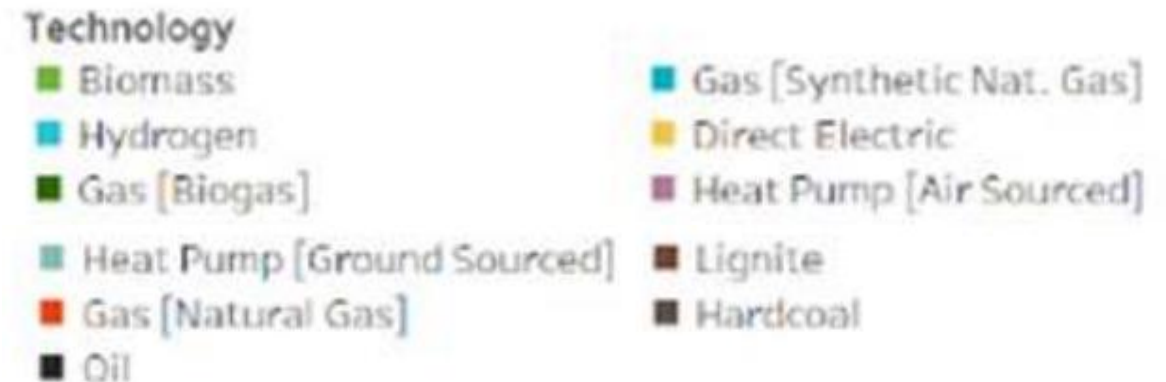 Technology
Biomass
Hydrogen
Gas [Biogas]
Heat Pump [Ground Sourced]
Gas [Natural Gas]
Oil
Gas [Synthetic Nat. Gas]
Direct Electric
Heat Pump [Air Sourced]
Lignite
Hardcoal